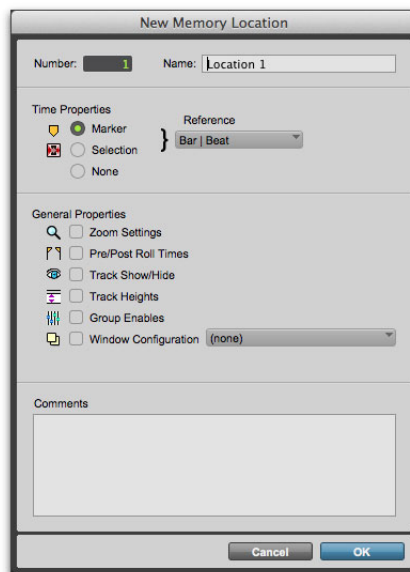 New Memory Location
Number: 1 Name: Location 1
Time Properties
Reference
Marker
Bar | Beat
Selection
None
General Properties
Zoom Settings
Pre/Post Roll Times
Track Show/Hide
Track Heights
Group Enables
Window Configuration (none)
Comments
Cancel OK